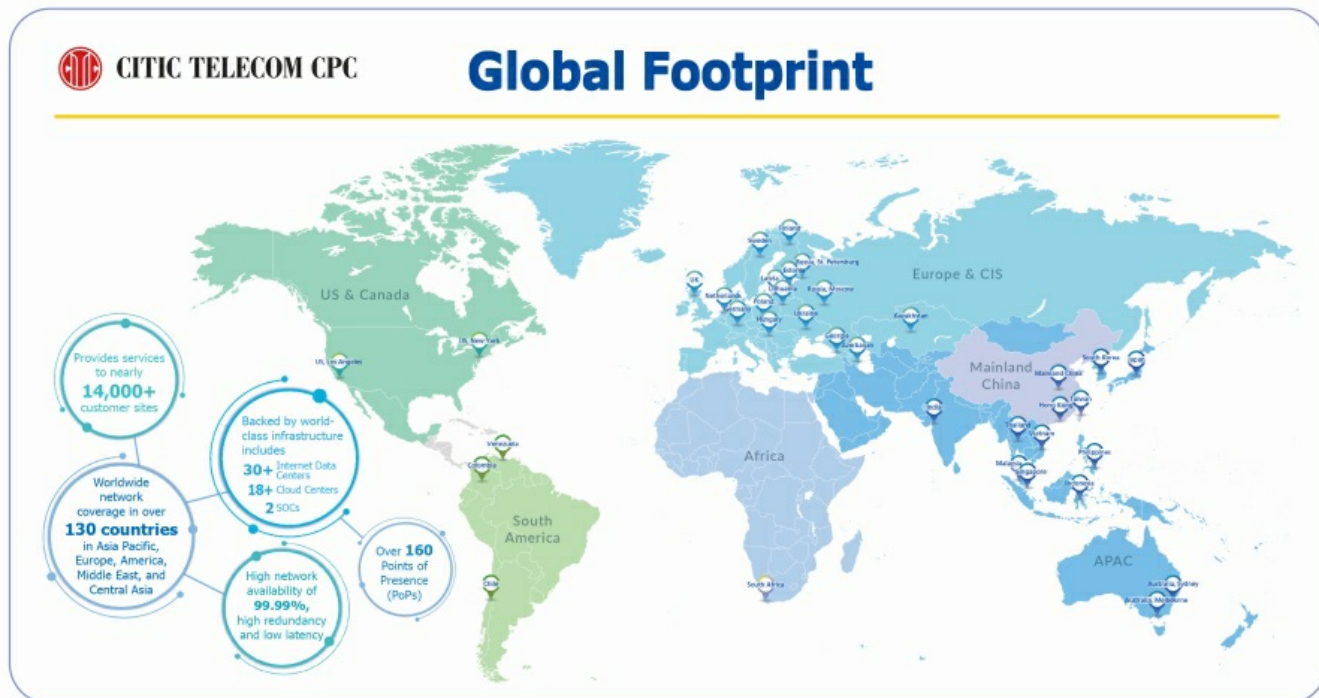 CITIC TELECOM CPC
Global Footprint
US & Canada
South
America
Africa
Europe & CIS
Mainland
China
APAC
Provides services
to nearly
14,000+
customer sites
Backed by world-
class infrastructure
includes
30+ Internet Data
Centers
18+ Cloud Centers
2 SOCs
Worldwide
network
coverage in over
130 countries
in Asia Pacific,
Europe, America,
Middle East, and
Central Asia
High network
availability of
99.99%,
high redundancy
and low latency
Over 160
Points of
Presence
(PoPs)
US, Los Angeles
US, New York
Venezuela
Colombia
Chile
UK
Netherlands
Germany
Sweden
Finland
Russia, St. Petersburg
Estonia
Latvia
Lithuania
Russia, Moscow
Poland
Hungary
Ukraine
Georgia
Azerbaijan
Kazakhstan
South Africa
India
Mainland China
South Korea
Japan
Hong Kong
Taiwan
Thailand
Vietnam
Philippines
Malaysia
Singapore
Indonesia
Australia, Sydney
Australia, Melbourne